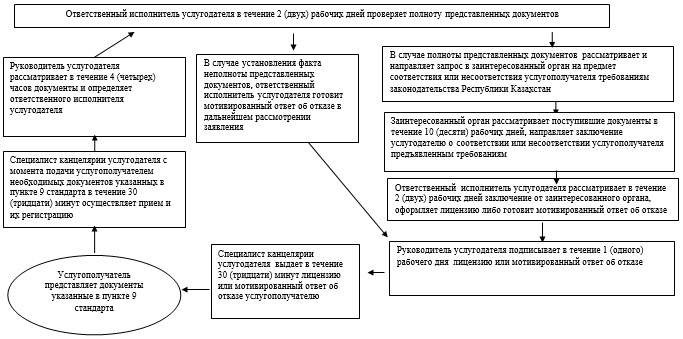 Ответственный исполнитель услугодателя в течение 2 (двух) рабочих дней проверяет полноту представленных документов
Руководитель услугодателя
рассматривает в течение 4 (четырех)
часов документы и определяет
ответственного исполнителя
услугодателя
В случае установления факта
неполноты представленных
документов, ответственный
исполнитель услугодателя готовит
мотивированный ответ об отказе в
дальнейшем рассмотрении
заявления
В случае полноты представленных документов рассматривает и
направляет запрос в заинтересованный орган на предмет
соответствия или несоответствия услугополучателя требованиям
законодательства Республики Казахстан
Заинтересованный орган рассматривает поступившие документы в
течение 10 (десяти) рабочих дней, направляет заключение
услугодателю о соответствии или несоответствии услугополучателя
предъявленным требованиям
Специалист канцелярии услугодателя с
момента подачи услугополучателем
необходимых документов указанных в
пункте 9 стандарта в течение 30
(тридцати) минут осуществляет прием и
их регистрацию
Ответственный исполнитель услугодателя рассматривает в течение
2 (двух) рабочих дней заключение от заинтересованного органа,
оформляет лицензию либо готовит мотивированный ответ об отказе
Руководитель услугодателя подписывает в течение 1 (одного)
рабочего дня лицензию или мотивированный ответ об отказе
Специалист канцелярии
услугодателя выдает в течение
30 (тридцати) минут лицензию
или мотивированный ответ об
отказе услугополучателю
Услугополучатель
представляет документы
указанные в пункте 9
стандарта